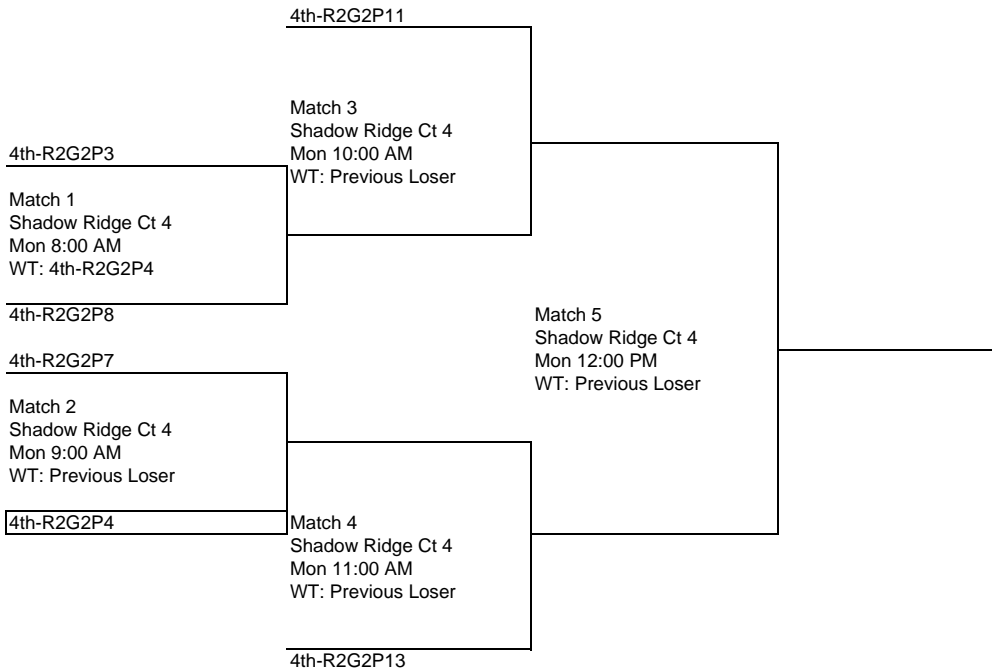 4th-R2G2P11
Match 3
Shadow Ridge Ct 4
Mon 10:00 AM
WT: Previous Loser
4th-R2G2P3
Match 1
Shadow Ridge Ct 4
Mon 8:00 AM
WT: 4th-R2G2P4
4th-R2G2P8
Match 5
Shadow Ridge Ct 4
Mon 12:00 PM
WT: Previous Loser
4th-R2G2P7
Match 2
Shadow Ridge Ct 4
Mon 9:00 AM
WT: Previous Loser
4th-R2G2P4
Match 4
Shadow Ridge Ct 4
Mon 11:00 AM
WT: Previous Loser
4th-R2G2P13